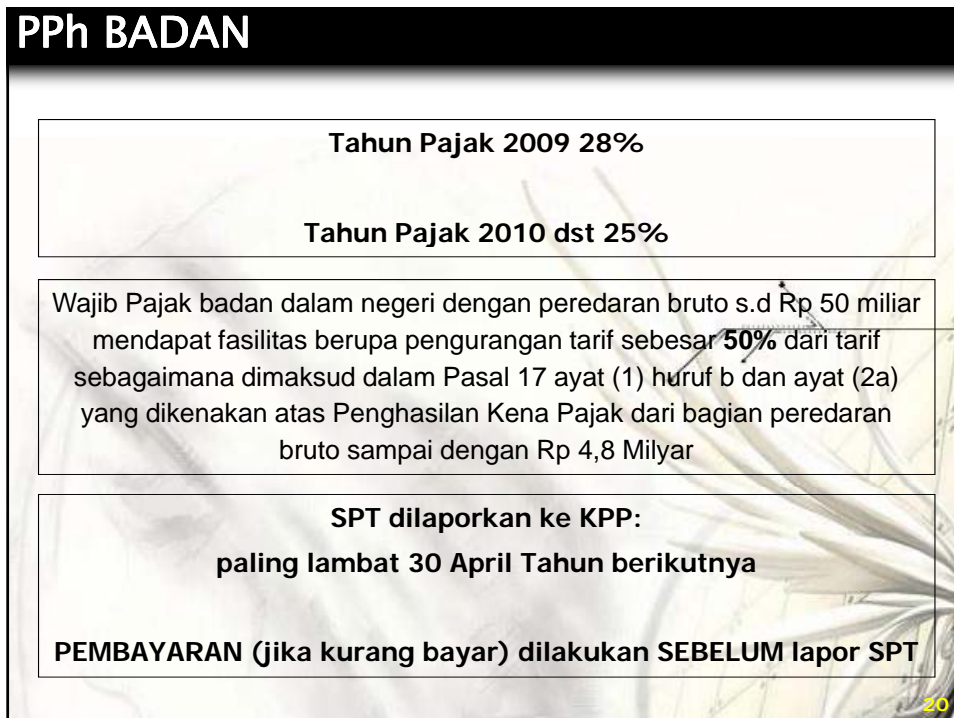 PPh BADAN
Tahun Pajak 2009 28%
Tahun Pajak 2010 dst 25%
Wajib Pajak badan dalam negeri dengan peredaran bruto s.d Rp 50 miliar
mendapat fasilitas berupa pengurangan tarif sebesar 50% dari tarif
sebagaimana dimaksud dalam Pasal 17 ayat (1) huruf b dan ayat (2a)
yang dikenakan atas Penghasilan Kena Pajak dari bagian peredaran
bruto sampai dengan Rp 4,8 Milyar
SPT dilaporkan ke KPP:
paling lambat 30 April Tahun berikutnya
PEMBAYARAN (jika kurang bayar) dilakukan SEBELUM lapor SPT
20